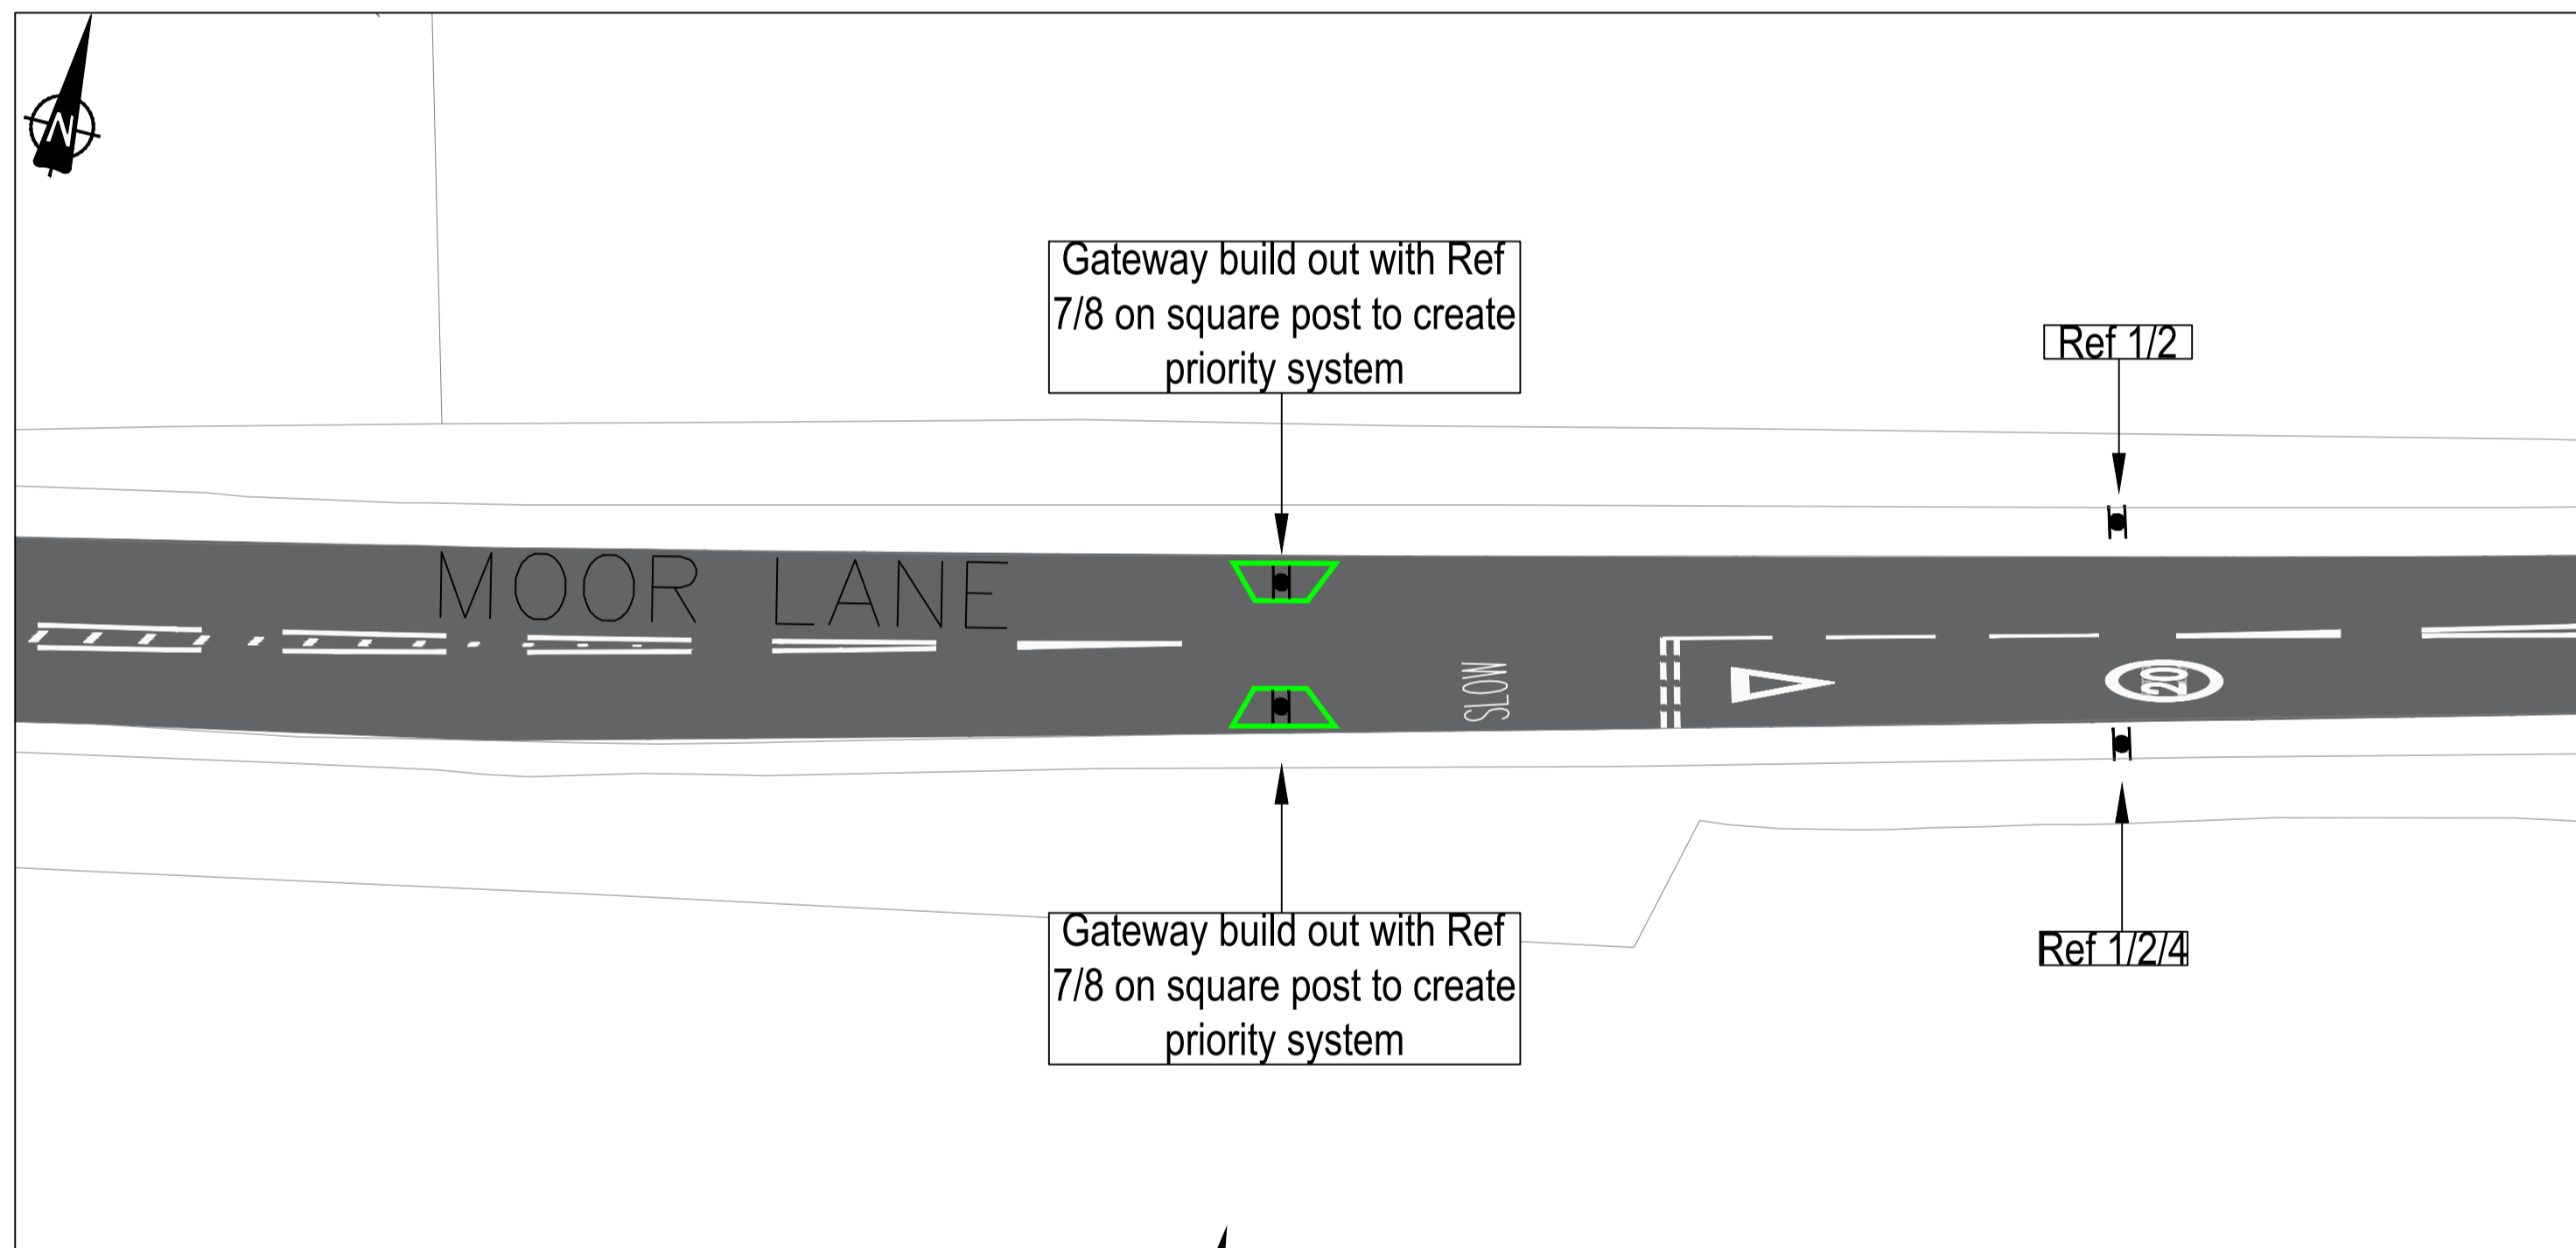 N
Gateway build out with Ref
7/8 on square post to create
priority system
Ref 1/2
MOOR LANE
SLOW
20
Gateway build out with Ref
7/8 on square post to create
priority system
Ref 1/2/4